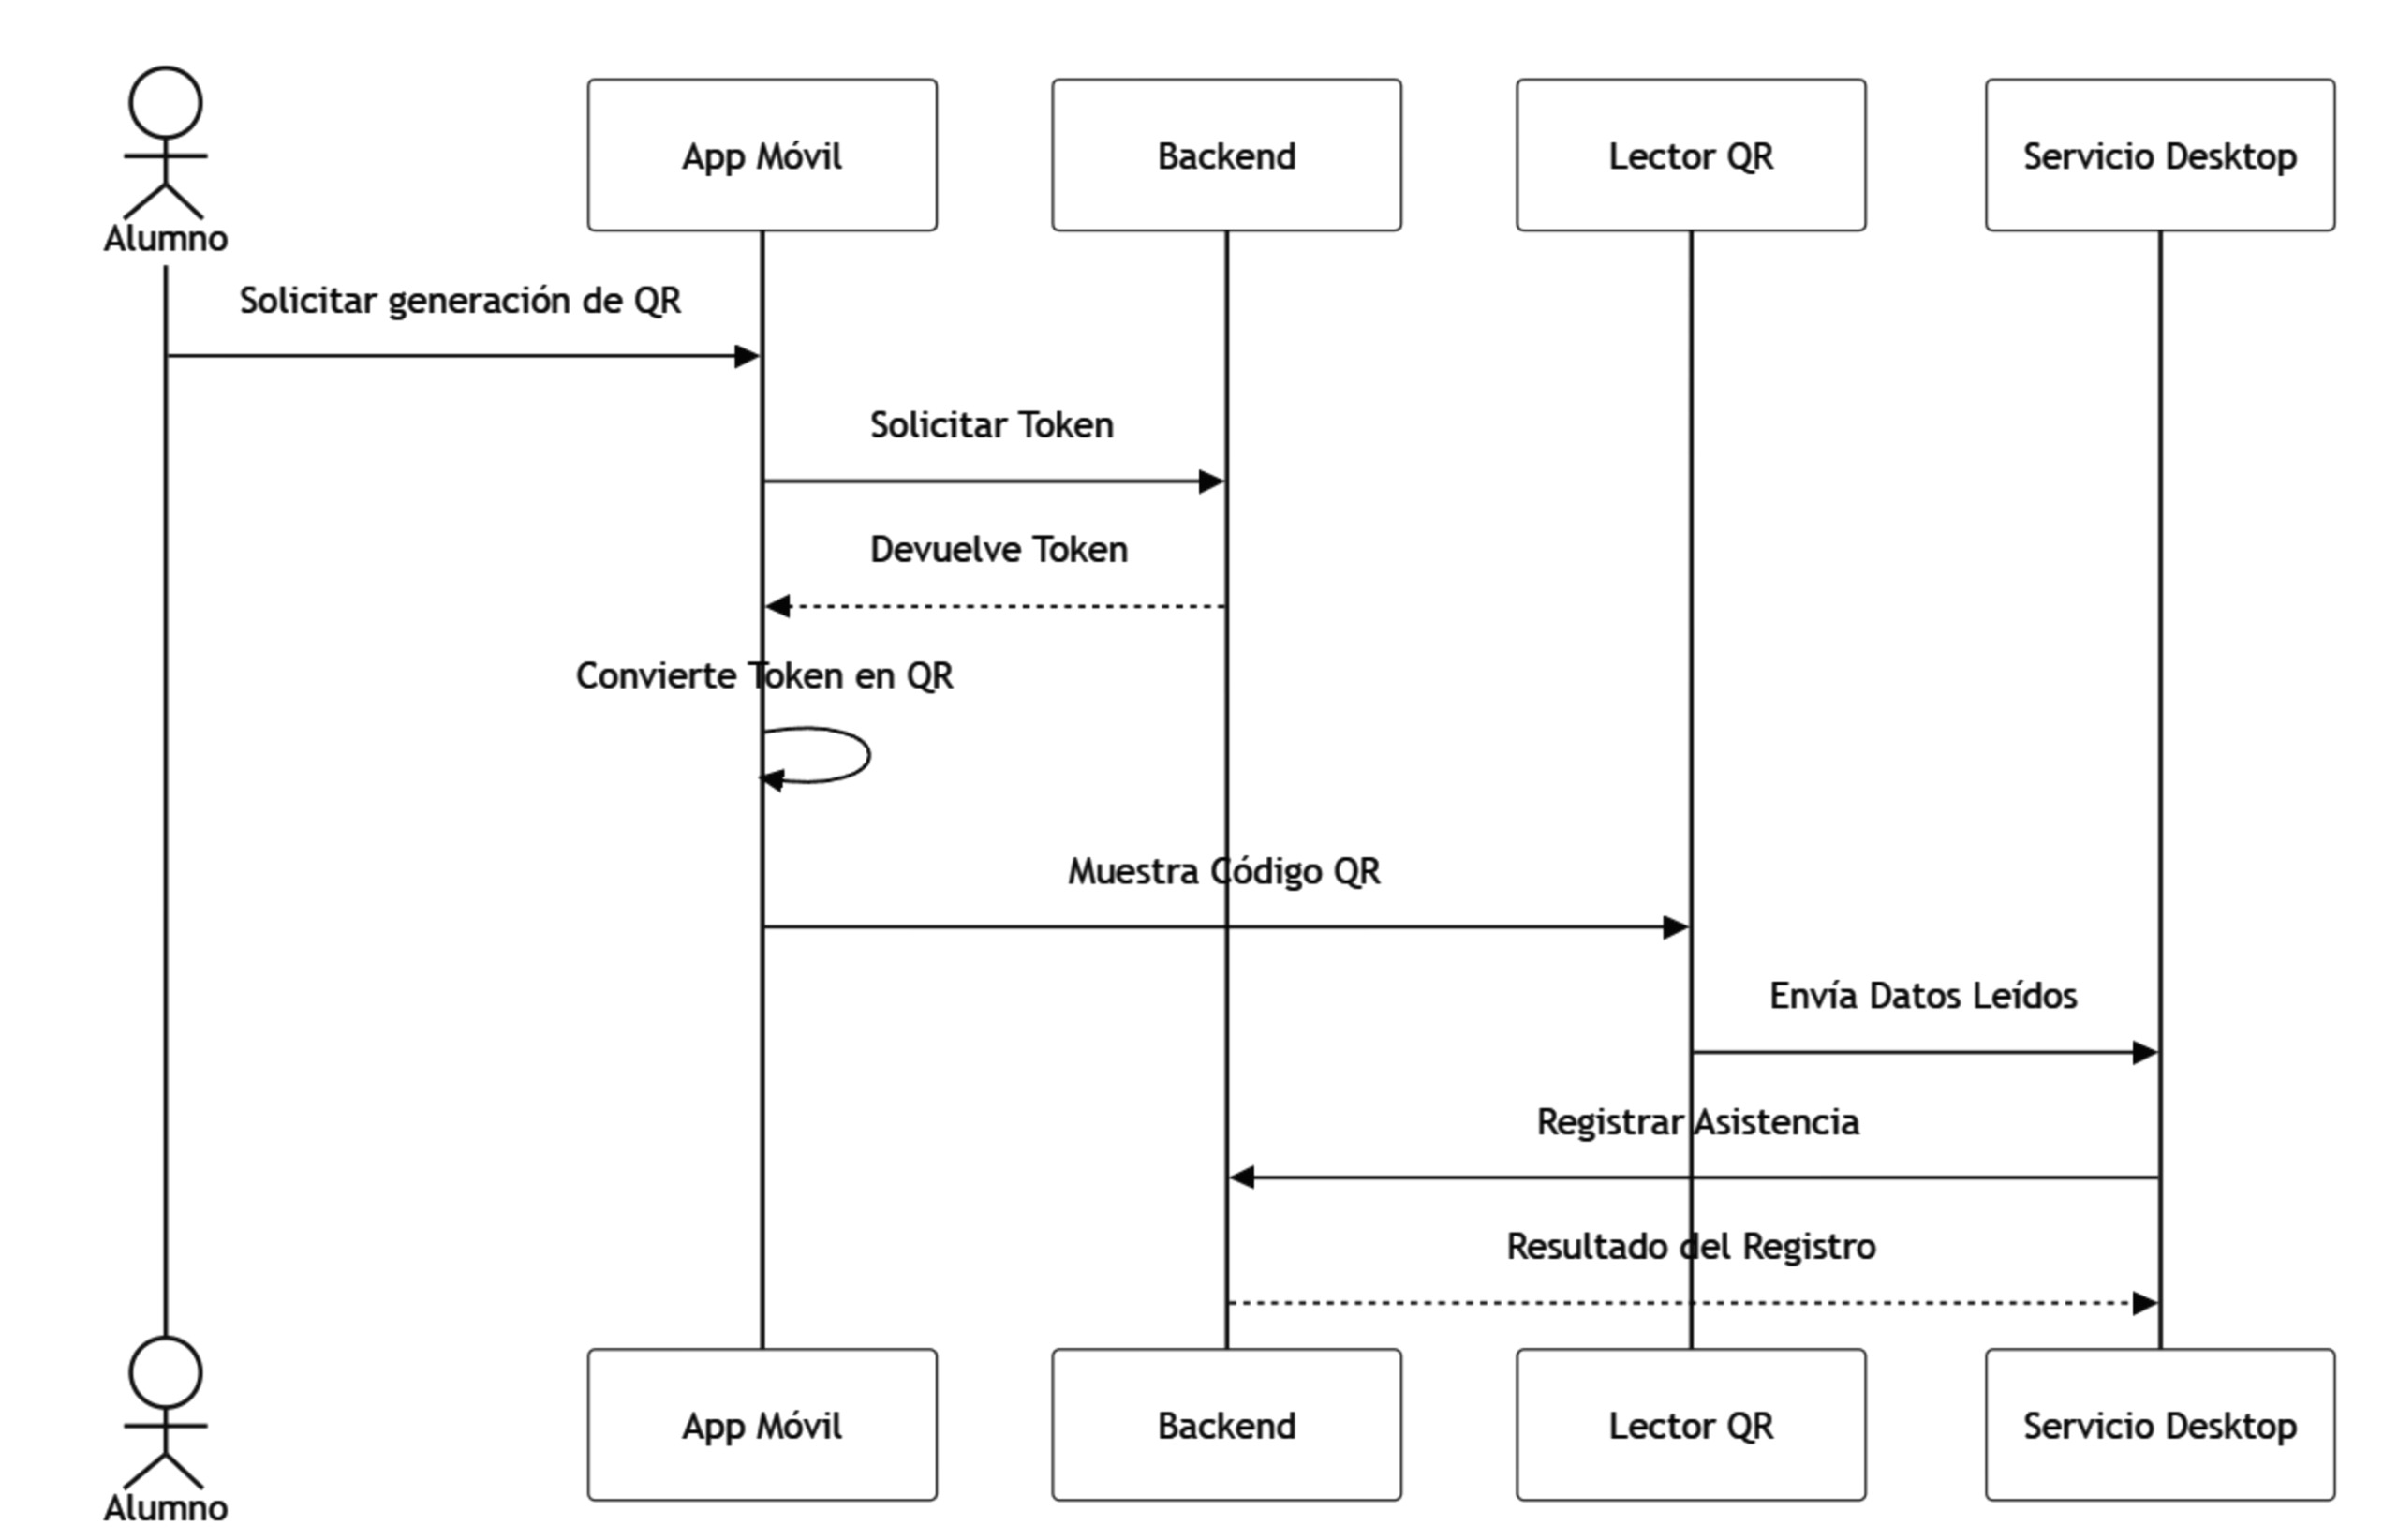 App Móvil
Backend
Lector QR
Servicio Desktop
Alumno
Solicitar generación de QR
Solicitar Token
Devuelve Token
Convierte Token en QR
Muestra Código QR
Envía Datos Leídos
Registrar Asistencia
Resultado del Registro
App Móvil
Backend
Lector QR
Servicio Desktop
Alumno